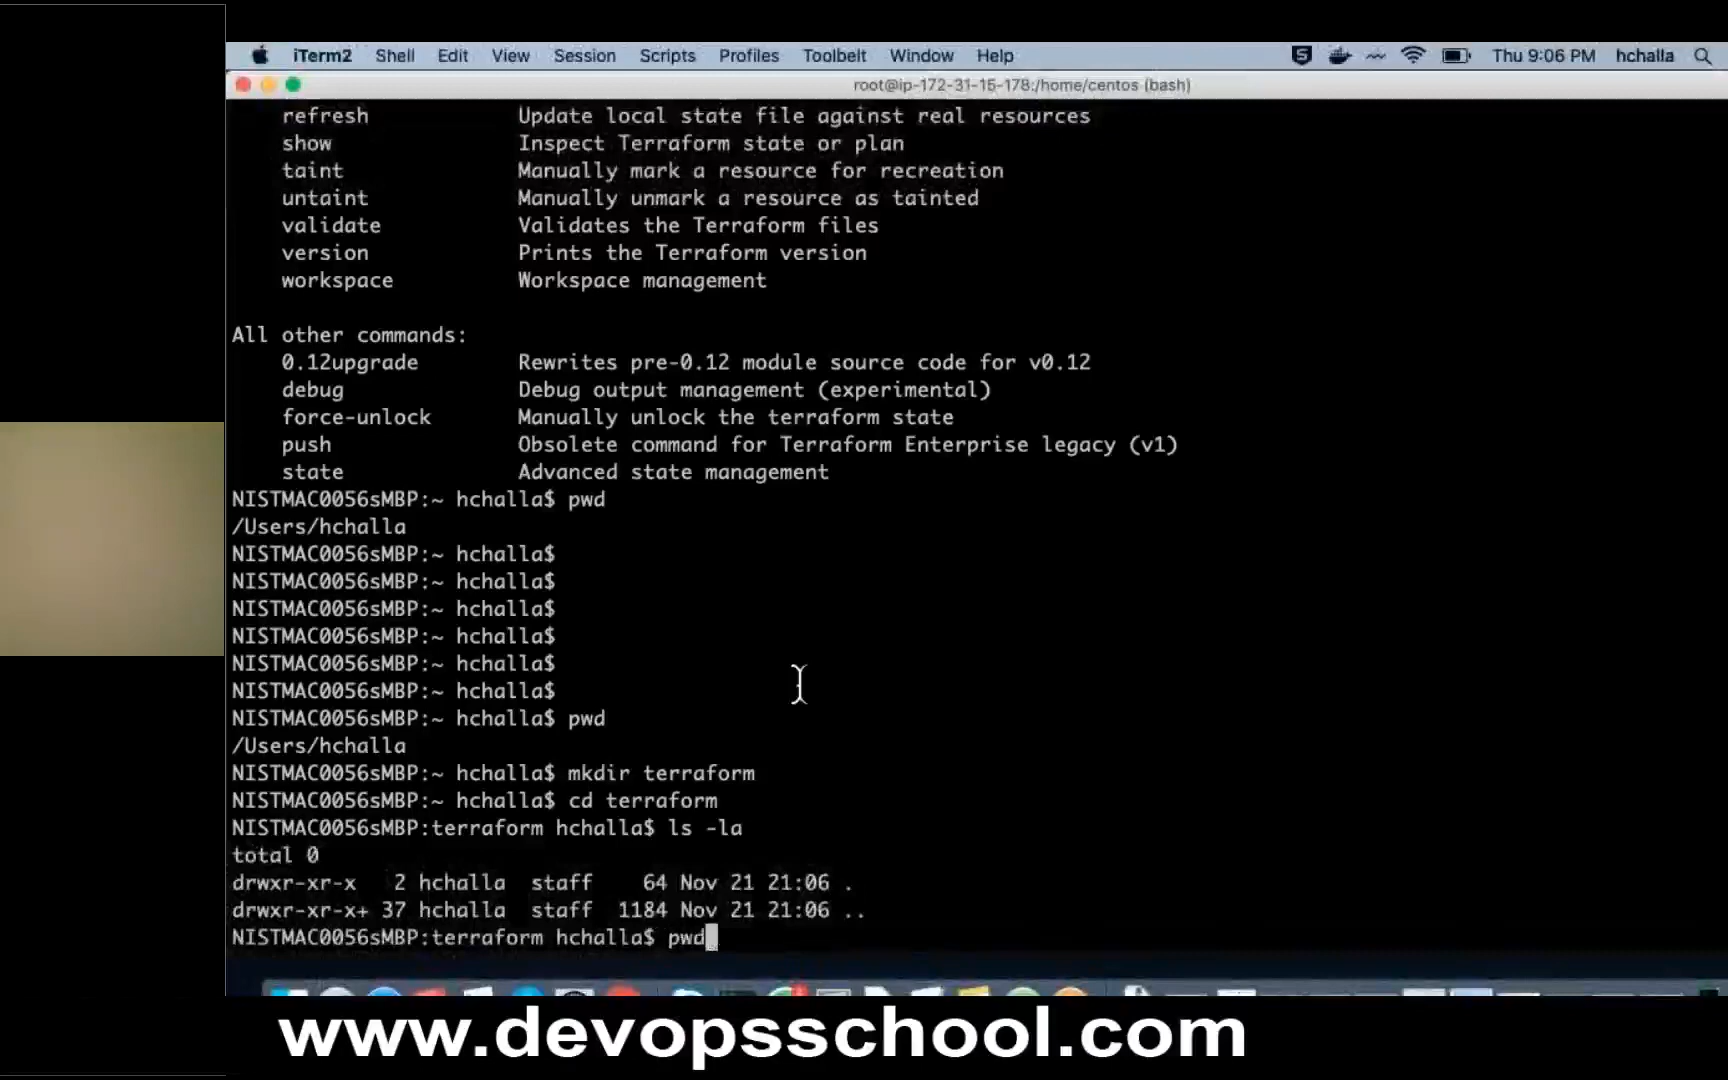 iTerm2 Shell Edit View Session Scripts Profiles Toolbelt Window Help Thu 9:06 PM hchalla
root@ip-172-31-15-178:/home/centos (bash)
refresh Update local state file against real resources
show Inspect Terraform state or plan
taint Manually mark a resource for recreation
untaint Manually unmark a resource as tainted
validate Validates the Terraform files
version Prints the Terraform version
workspace Workspace management
All other commands:
0.12upgrade Rewrites pre-0.12 module source code for v0.12
debug Debug output management (experimental)
force-unlock Manually unlock the terraform state
push Obsolete command for Terraform Enterprise legacy (v1)
state Advanced state management
NISTMAC0056sMBP:~ hchalla$ pwd
/Users/hchalla
NISTMAC0056sMBP:~ hchalla$
NISTMAC0056sMBP:~ hchalla$
NISTMAC0056sMBP:~ hchalla$
NISTMAC0056sMBP:~ hchalla$
NISTMAC0056sMBP:~ hchalla$
NISTMAC0056sMBP:~ hchalla$
NISTMAC0056sMBP:~ hchalla$ pwd
/Users/hchalla
NISTMAC0056sMBP:~ hchalla$ mkdir terraform
NISTMAC0056sMBP:~ hchalla$ cd terraform
NISTMAC0056sMBP:terraform hchalla$ ls -la
total 0
drwxr-xr-x 2 hchalla staff 64 Nov 21 21:06 .
drwxr-xr-x+ 37 hchalla staff 1184 Nov 21 21:06 ..
NISTMAC0056sMBP:terraform hchalla$ pwd
www.devopsschool.com